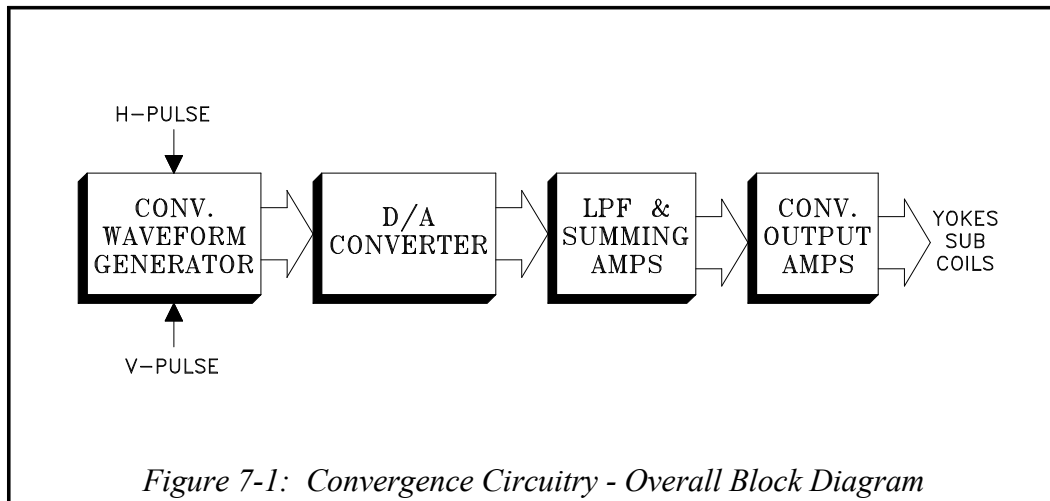 H-PULSE
CONV.
WAVEFORM
GENERATOR
D/A
CONVERTER
LPF &
SUMMING
AMPS
CONV.
OUTPUT
AMPS
YOKES
SUB
COILS
V-PULSE
Figure 7-1: Convergence Circuitry - Overall Block Diagram